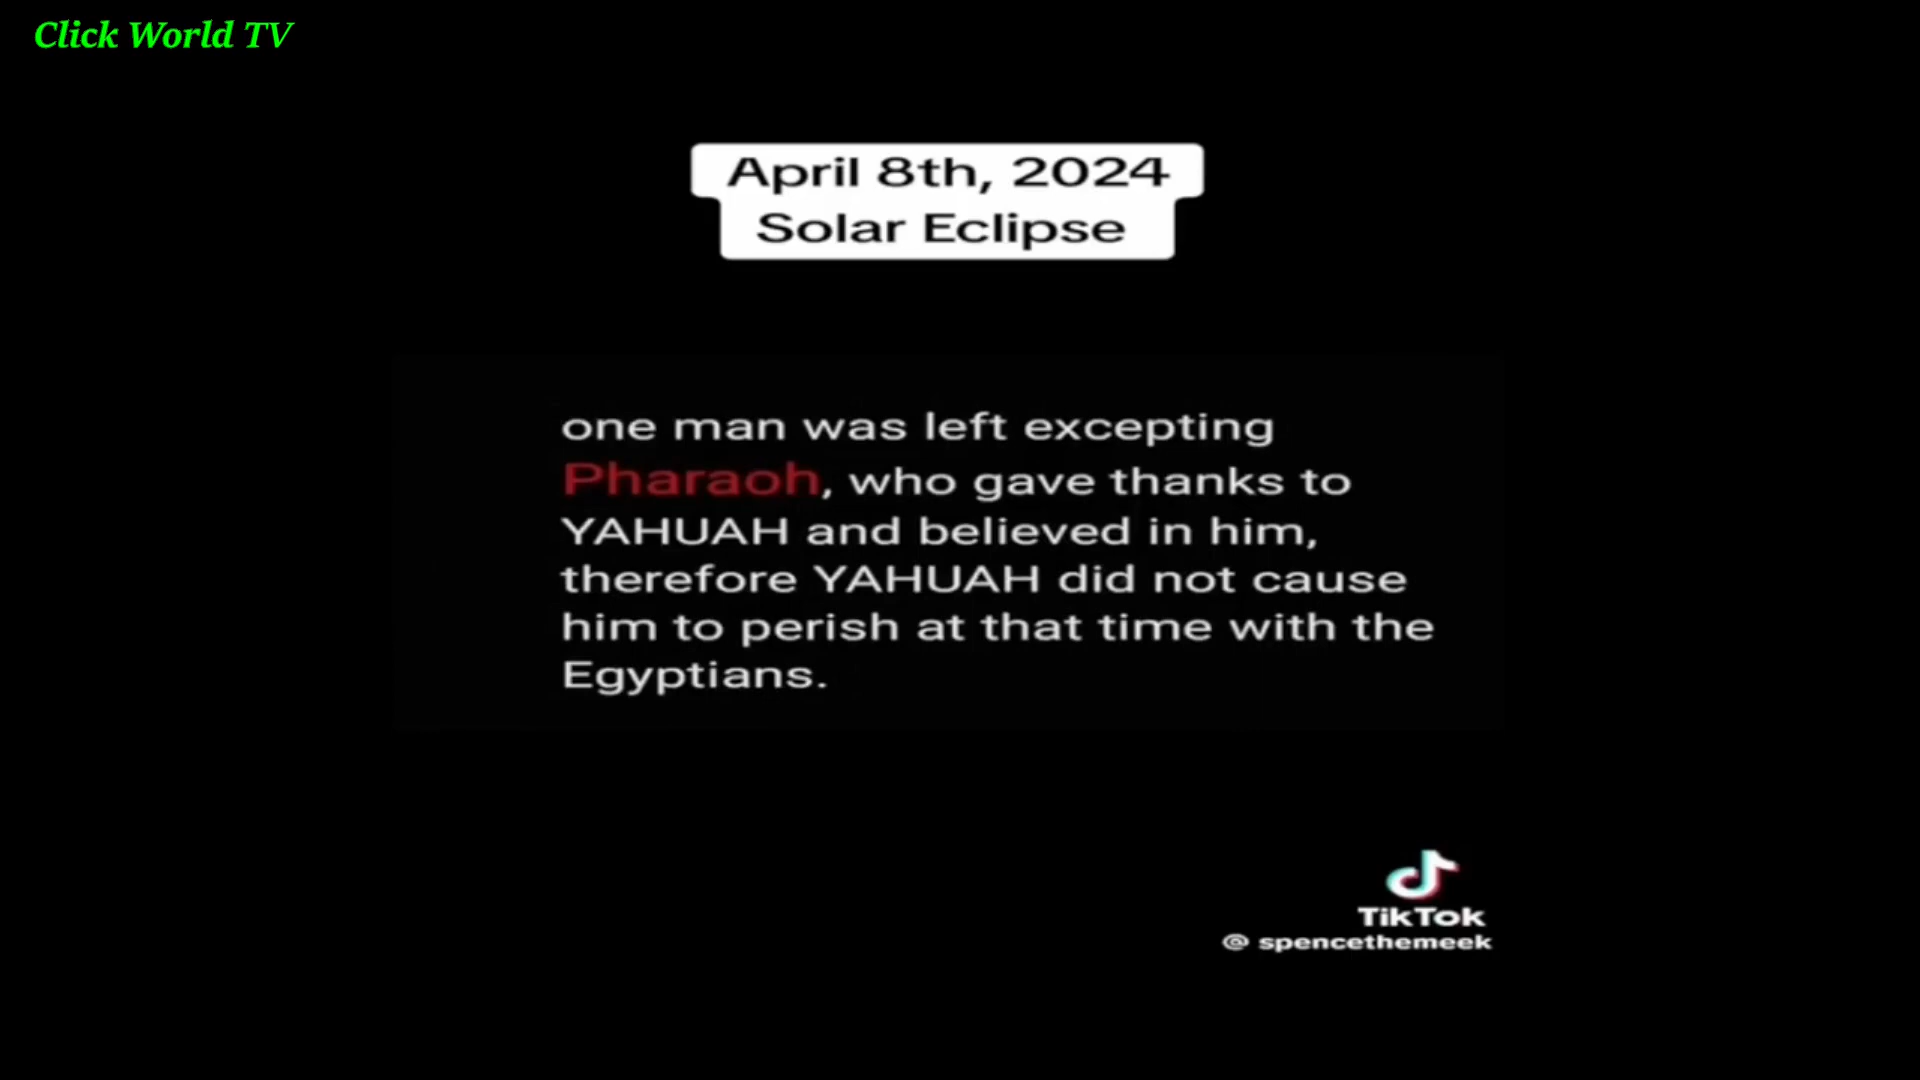 Click World TV
April 8th, 2024
Solar Eclipse
one man was left excepting
Pharaoh, who gave thanks to
YAHUAH and believed in him,
therefore YAHUAH did not cause
him to perish at that time with the
Egyptians.
TikTok
@ spencethemeek